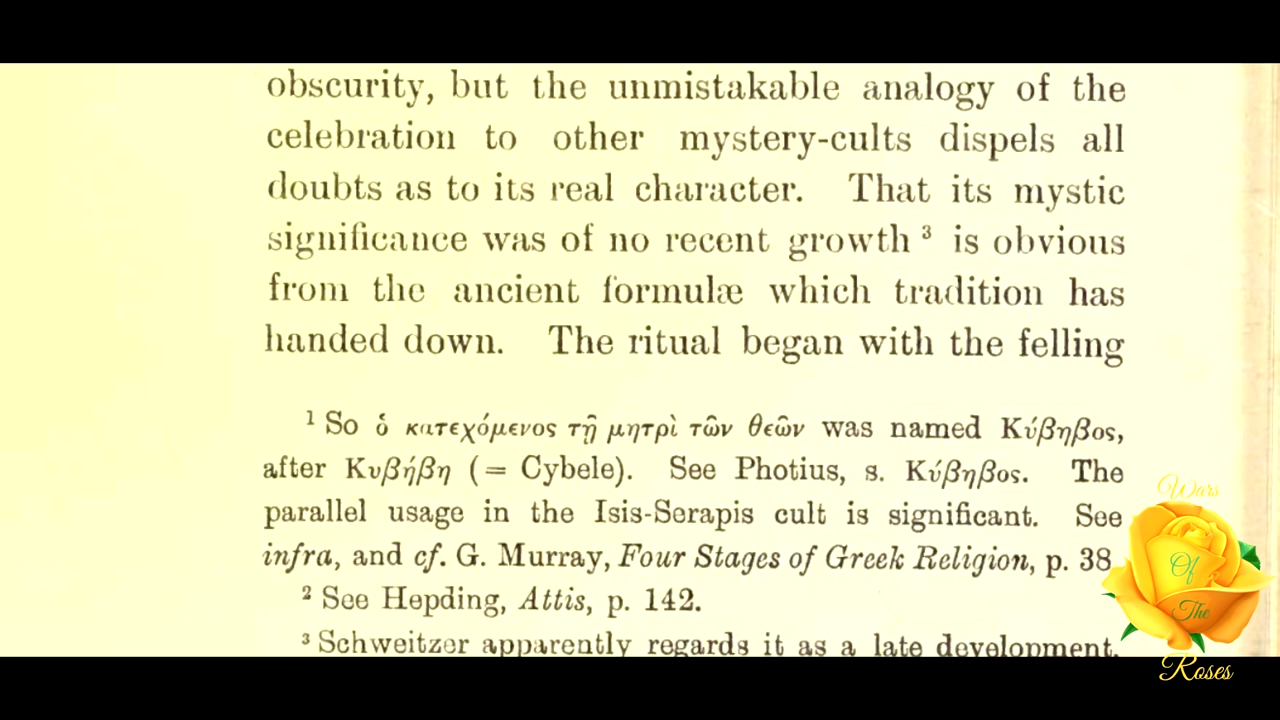 obscurity, but the unmistakable analogy of the
celebration to other mystery-cults dispels all
doubts as to its real character. That its mystic
significance was of no recent growth ³ is obvious
from the ancient formulæ which tradition has
handed down. The ritual began with the felling
¹ So ὁ κατεχόμενος τῇ μητρὶ τῶν θεῶν was named Κύβηβος,
after Κυβήβη (= Cybele). See Photius, s. Κύβηβος. The
parallel usage in the Isis-Serapis cult is significant. See
infra, and cf. G. Murray, Four Stages of Greek Religion, p. 38
² See Hepding, Attis, p. 142.
³ Schweitzer apparently regards it as a late development.
Wars
Of
The
Roses